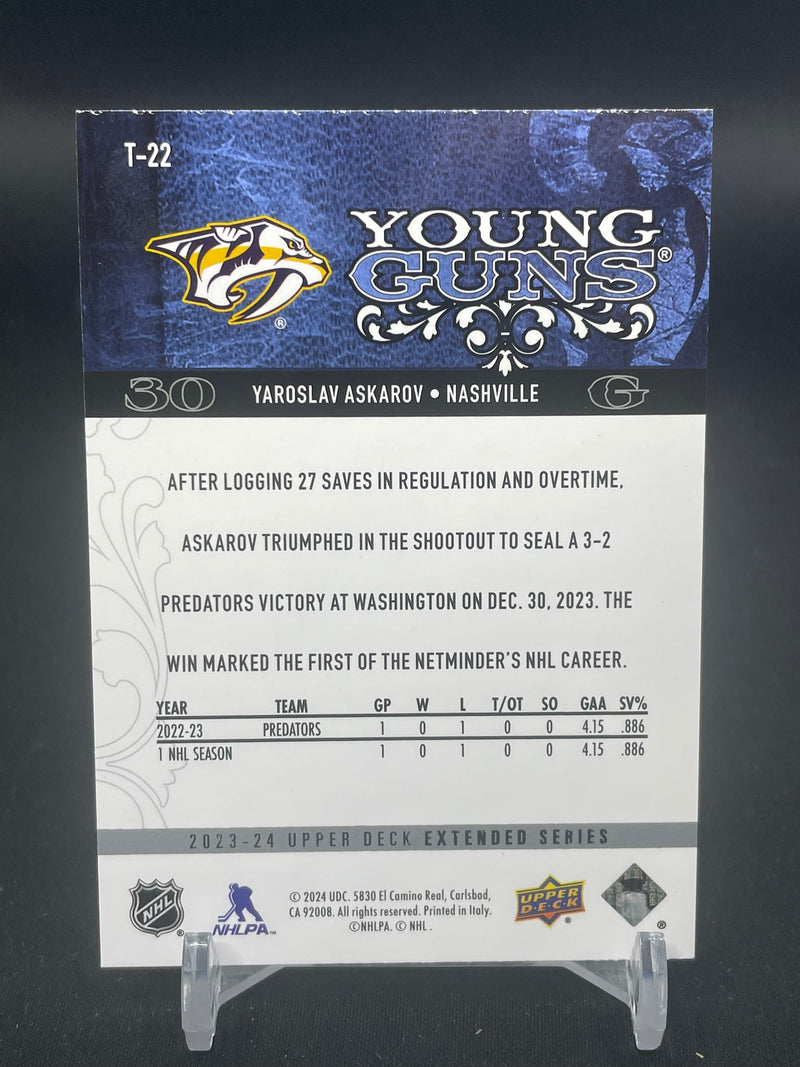 T-22
YOUNG
GUNS®
®
30 YAROSLAV ASKAROV • NASHVILLE G
AFTER LOGGING 27 SAVES IN REGULATION AND OVERTIME,
ASKAROV TRIUMPHED IN THE SHOOTOUT TO SEAL A 3-2
PREDATORS VICTORY AT WASHINGTON ON DEC. 30, 2023. THE
WIN MARKED THE FIRST OF THE NETMINDER'S NHL CAREER.
YEAR TEAM GP W L T/OT SO GAA SV%
2022-23 PREDATORS 1 0 1 0 0 4.15 .886
1 NHL SEASON 1 0 1 0 0 4.15 .886
2023-24 UPPER DECK EXTENDED SERIES
NHL ®
NHLPA™
© 2024 UDC. 5830 El Camino Real, Carlsbad,
CA 92008. All rights reserved. Printed in Italy.
©NHLPA. © NHL.
UPPER
D·E·C·K ®
®